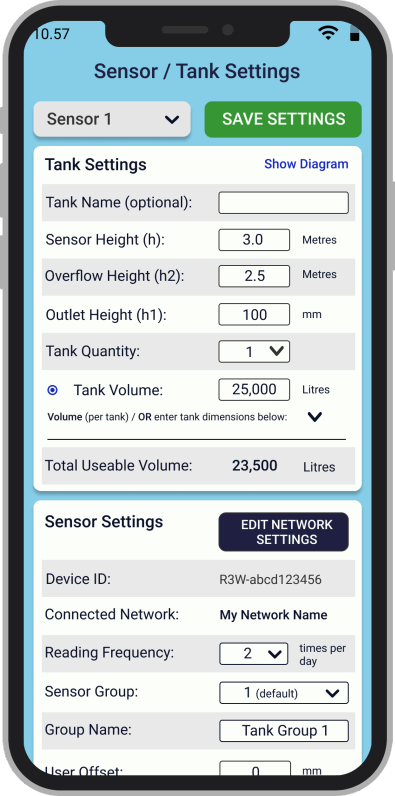 10.57
Sensor / Tank Settings
Sensor 1
SAVE SETTINGS
Tank Settings
Show Diagram
Tank Name (optional):
Sensor Height (h): 3.0 Metres
Overflow Height (h2): 2.5 Metres
Outlet Height (h1): 100 mm
Tank Quantity: 1
Tank Volume: 25,000 Litres
Volume (per tank) / OR enter tank dimensions below:
Total Useable Volume: 23,500 Litres
Sensor Settings
EDIT NETWORK
SETTINGS
Device ID: R3W-abcd123456
Connected Network: My Network Name
Reading Frequency: 2 times per
day
Sensor Group: 1 (default)
Group Name: Tank Group 1
User Offset: 0 mm